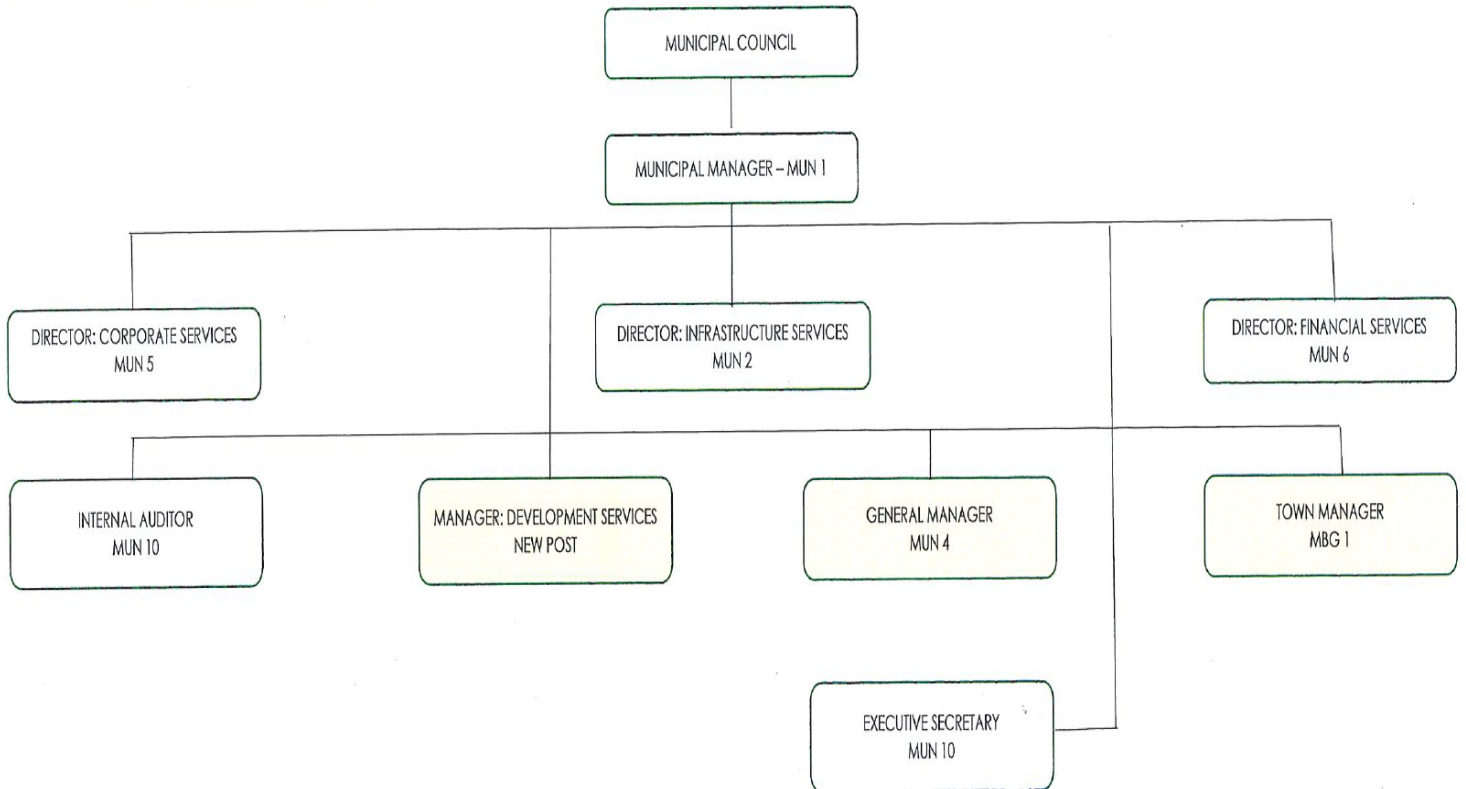 MUNICIPAL COUNCIL
MUNICIPAL MANAGER – MUN 1
DIRECTOR: CORPORATE SERVICES
MUN 5
DIRECTOR: INFRASTRUCTURE SERVICES
MUN 2
DIRECTOR: FINANCIAL SERVICES
MUN 6
INTERNAL AUDITOR
MUN 10
MANAGER: DEVELOPMENT SERVICES
NEW POST
GENERAL MANAGER
MUN 4
TOWN MANAGER
MBG 1
EXECUTIVE SECRETARY
MUN 10